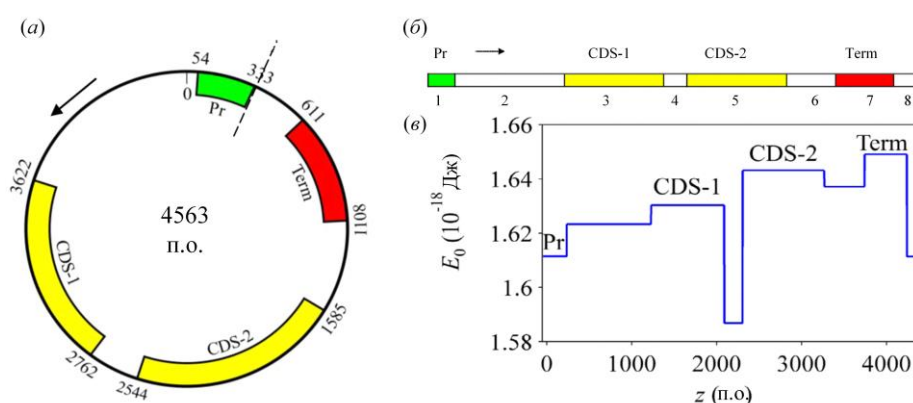 (а)
54
333
0
Pr
611
Term
1108
3622
4563
п.о.
CDS-1
1585
CDS-2
2762
2544
(б)
Pr
CDS-1
CDS-2
Term
1
2
3
4
5
6
7
8
(в)
1.66
1.64
1.62
1.6
1.58
E₀ (10⁻¹⁸ Дж)
Pr
CDS-1
CDS-2
Term
0
1000
2000
3000
4000
z (п.о.)